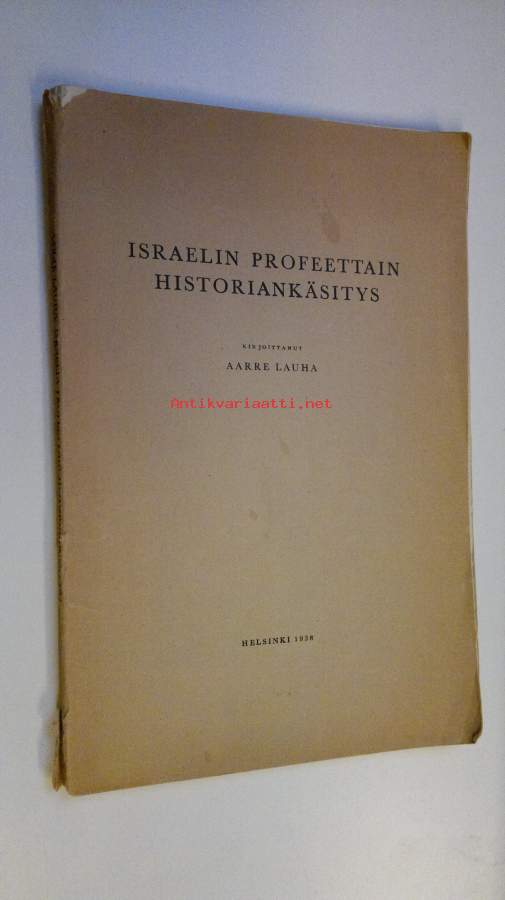 ISRAELIN PROFEETTAIN
HISTORIANKÄSITYS
KIRJOITTANUT
AARRE LAUHA
Antikvariaatti.net
HELSINKI 1938